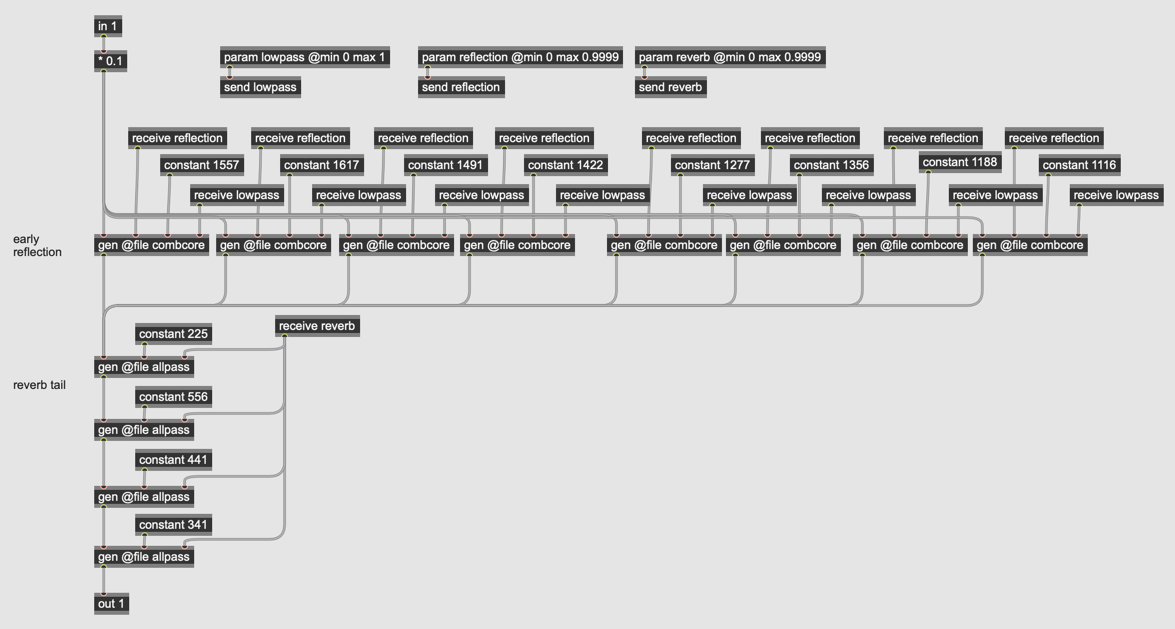 in 1
* 0.1
param lowpass @min 0 max 1
param reflection @min 0 max 0.9999
param reverb @min 0 max 0.9999
send lowpass
send reflection
send reverb
receive reflection
receive reflection
receive reflection
receive reflection
receive reflection
receive reflection
receive reflection
receive reflection
constant 1557
constant 1617
constant 1491
constant 1422
constant 1277
constant 1356
constant 1188
constant 1116
receive lowpass
receive lowpass
receive lowpass
receive lowpass
receive lowpass
receive lowpass
receive lowpass
receive lowpass
early
reflection
gen @file combcore
gen @file combcore
gen @file combcore
gen @file combcore
gen @file combcore
gen @file combcore
gen @file combcore
gen @file combcore
receive reverb
constant 225
gen @file allpass
reverb tail
constant 556
gen @file allpass
constant 441
gen @file allpass
constant 341
gen @file allpass
out 1